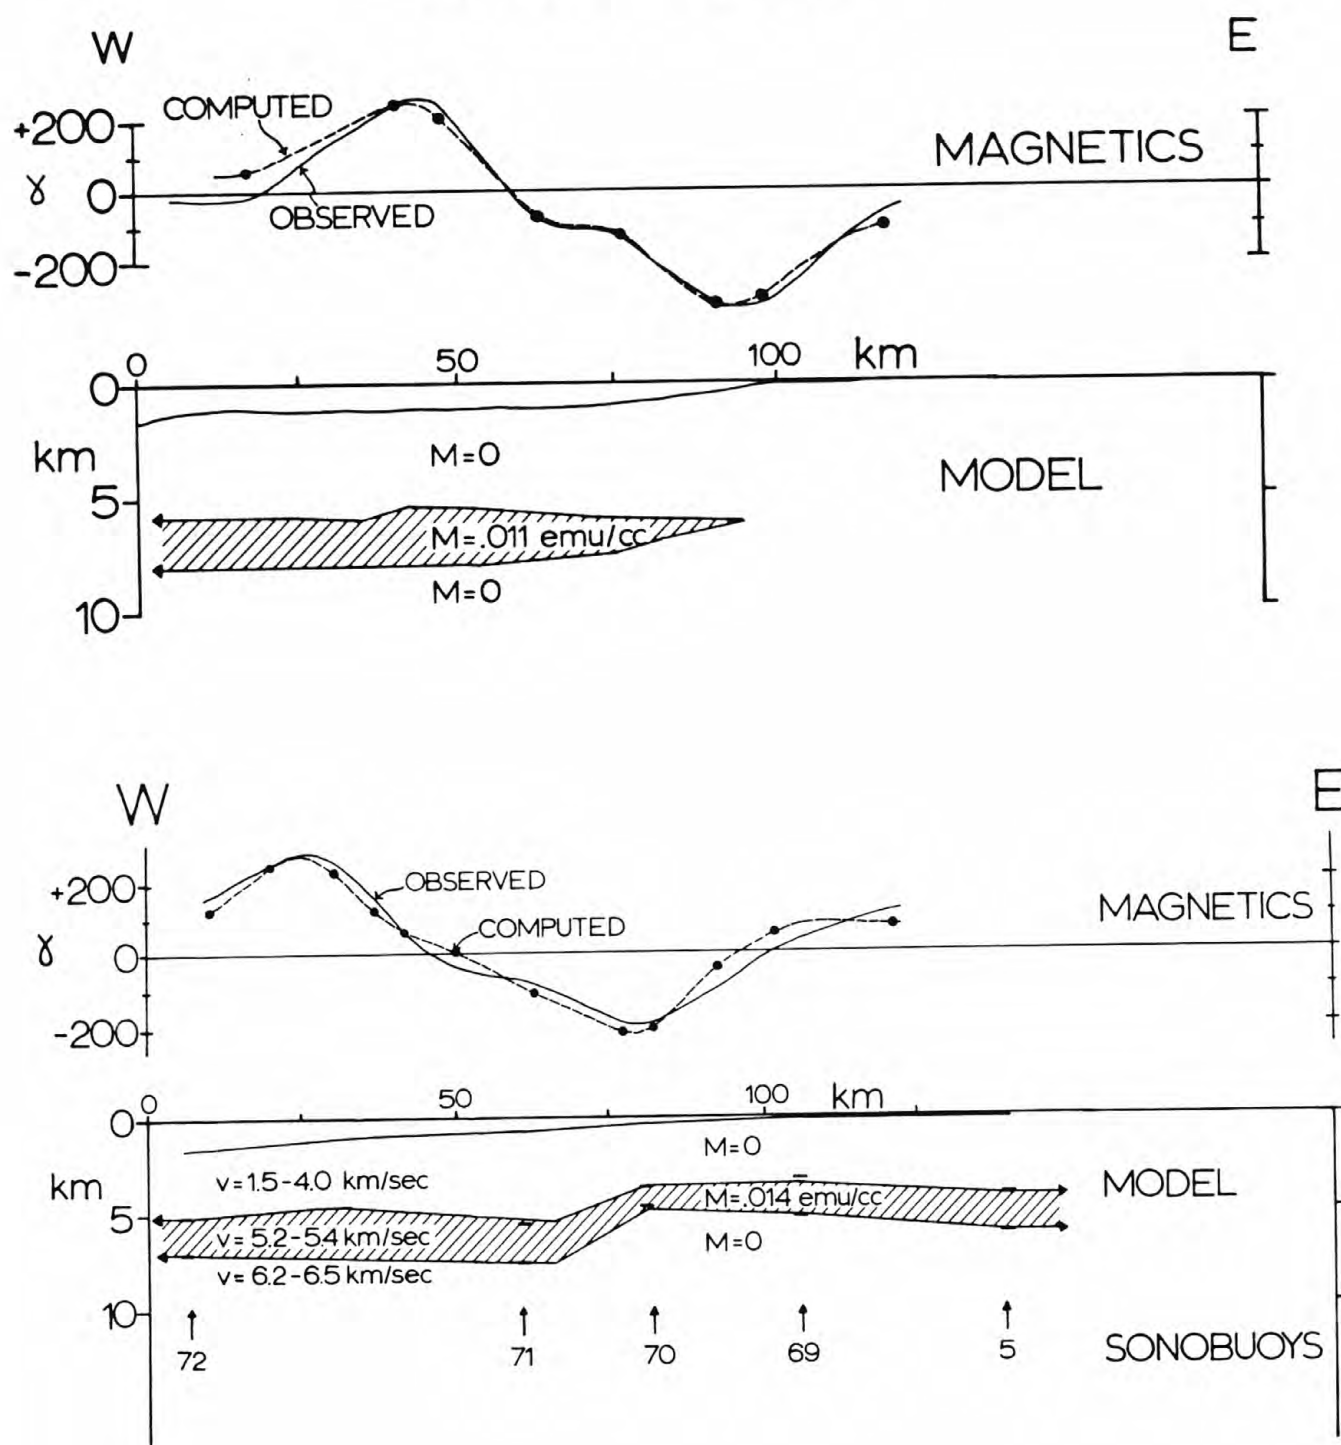 W E
COMPUTED
+200
MAGNETICS
γ 0
OBSERVED
-200
0 50 100 km
0
M=0
km
MODEL
5
M=.011 emu/cc
M=0
10
W E
OBSERVED
+200
COMPUTED
MAGNETICS
γ
0
-200
0 50 100 km
0
M=0
v=1.5-4.0 km/sec
km
MODEL
M=.014 emu/cc
5
v=5.2-5.4 km/sec
M=0
v=6.2-6.5 km/sec
10
72 71 70 69 5 SONOBUOYS